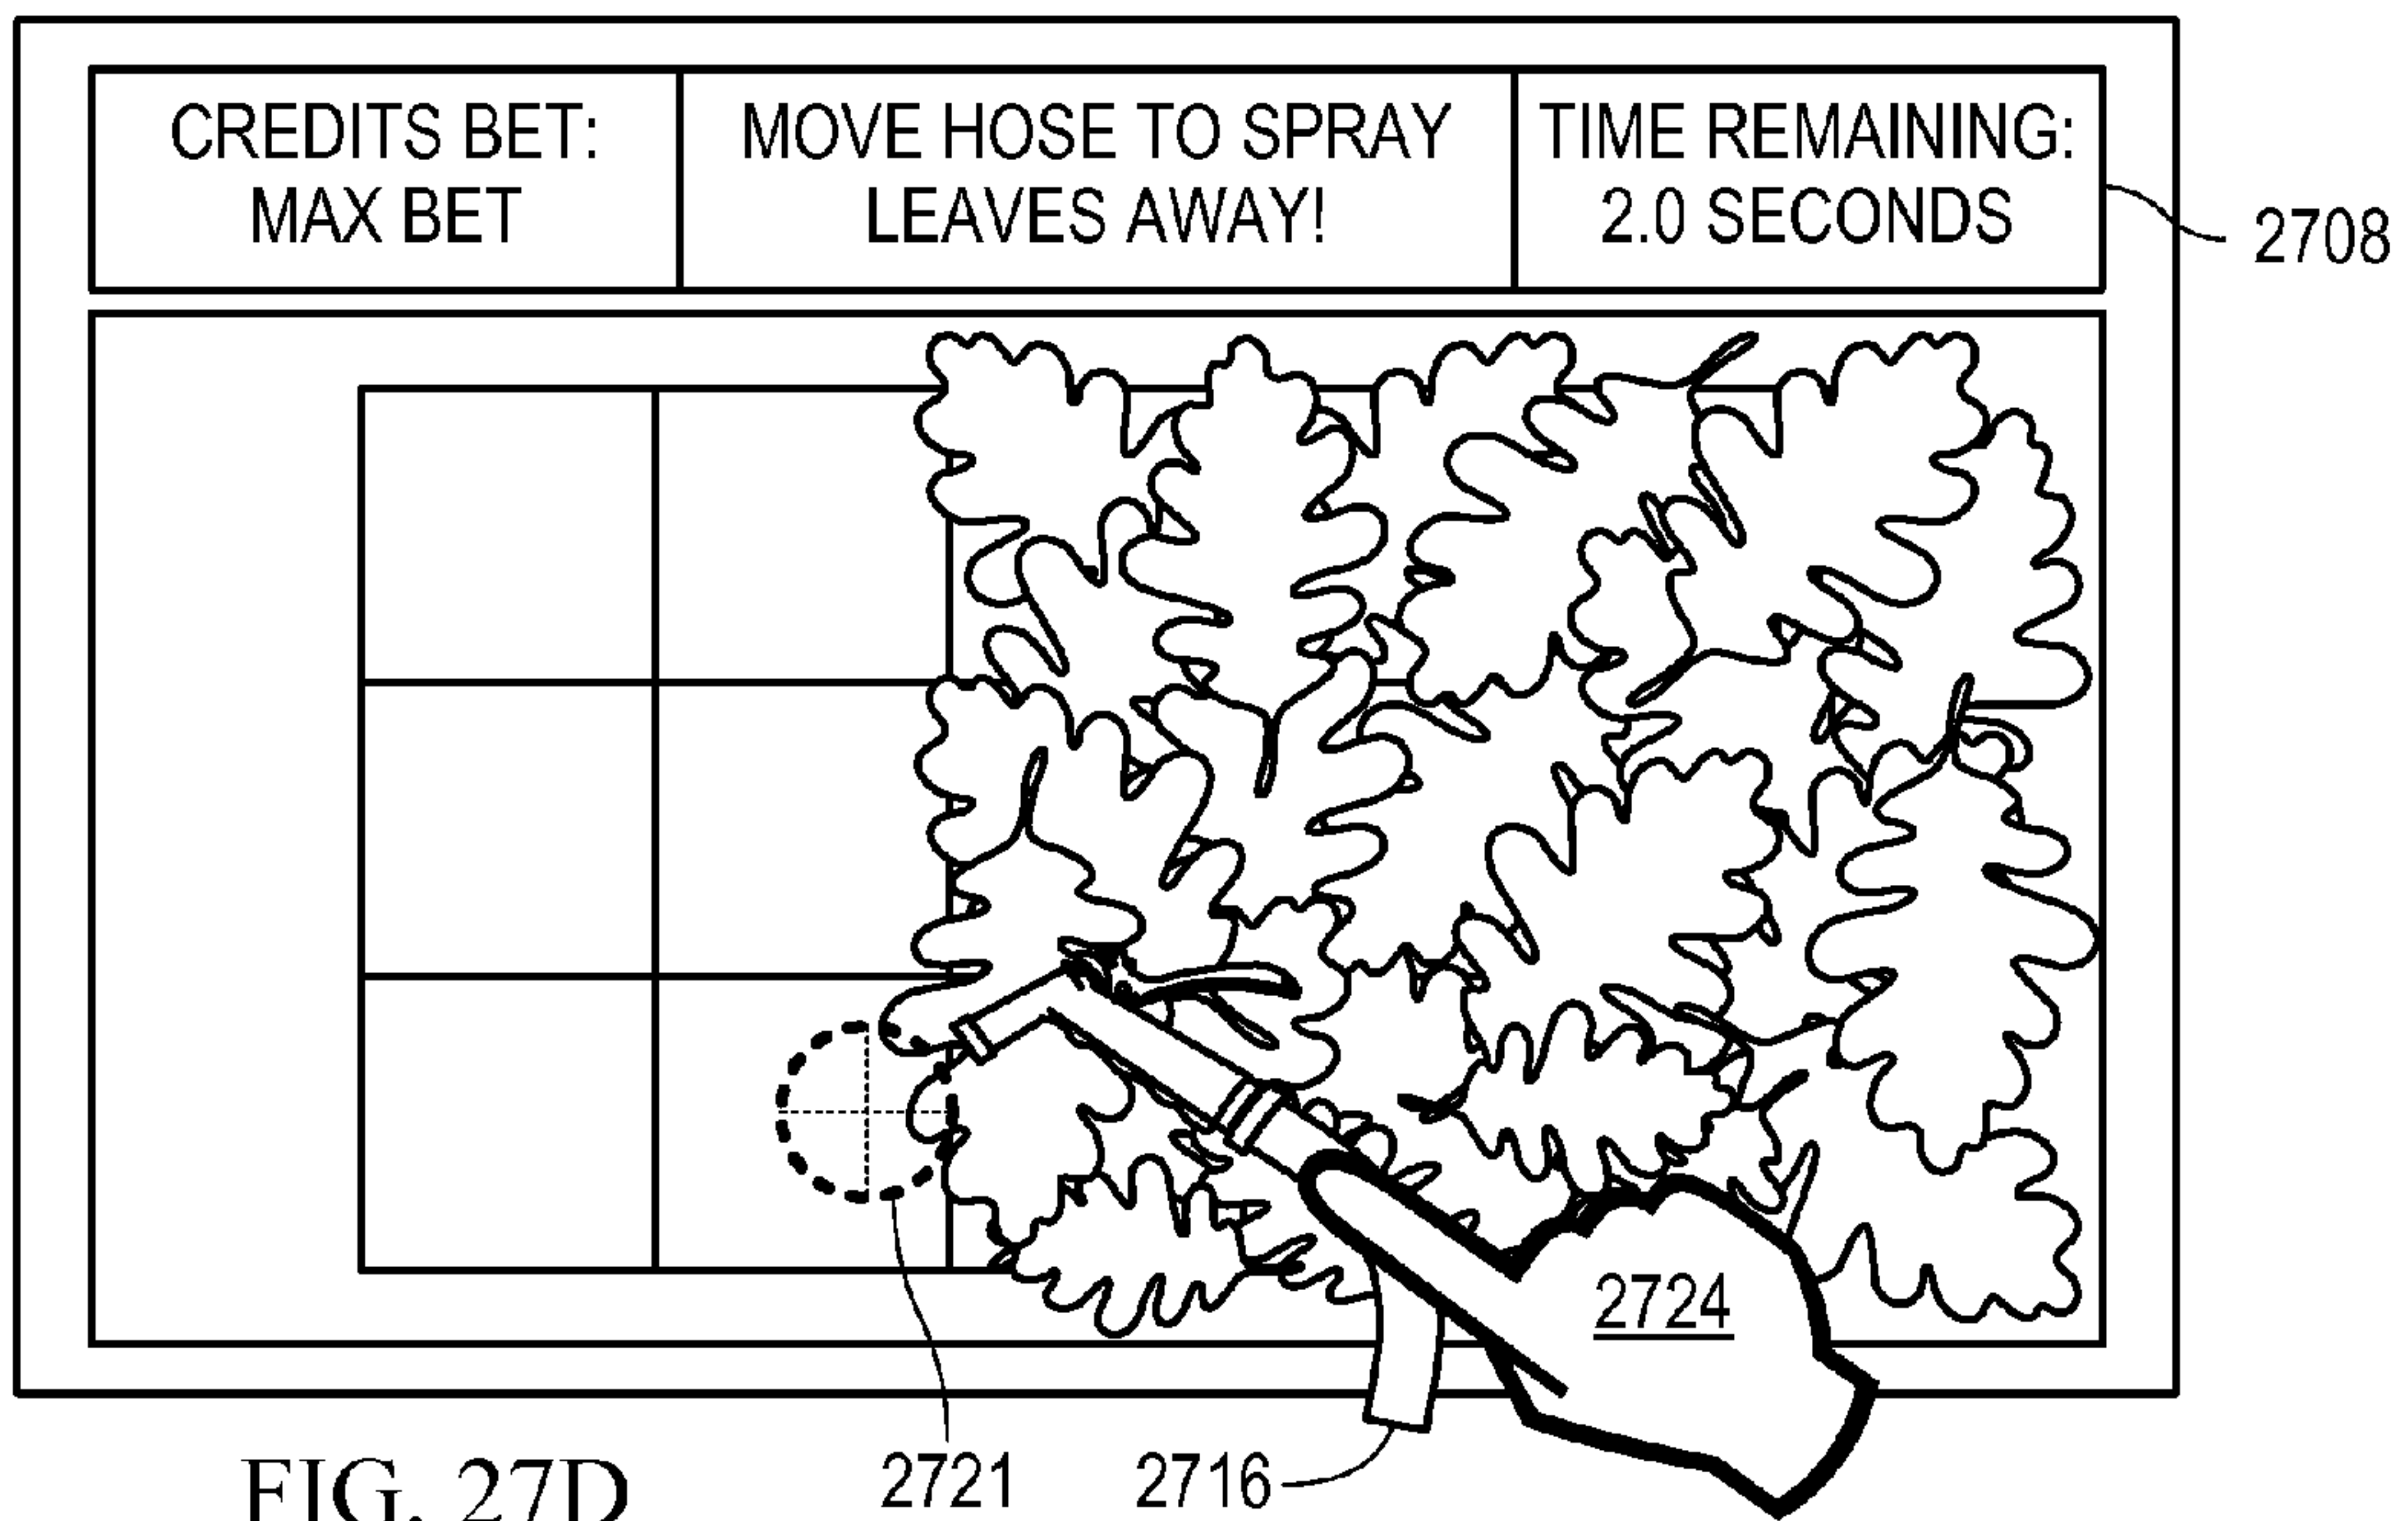 CREDITS BET:
MAX BET
MOVE HOSE TO SPRAY
LEAVES AWAY!
TIME REMAINING:
2.0 SECONDS
2708
2724
2721
2716
FIG. 27D